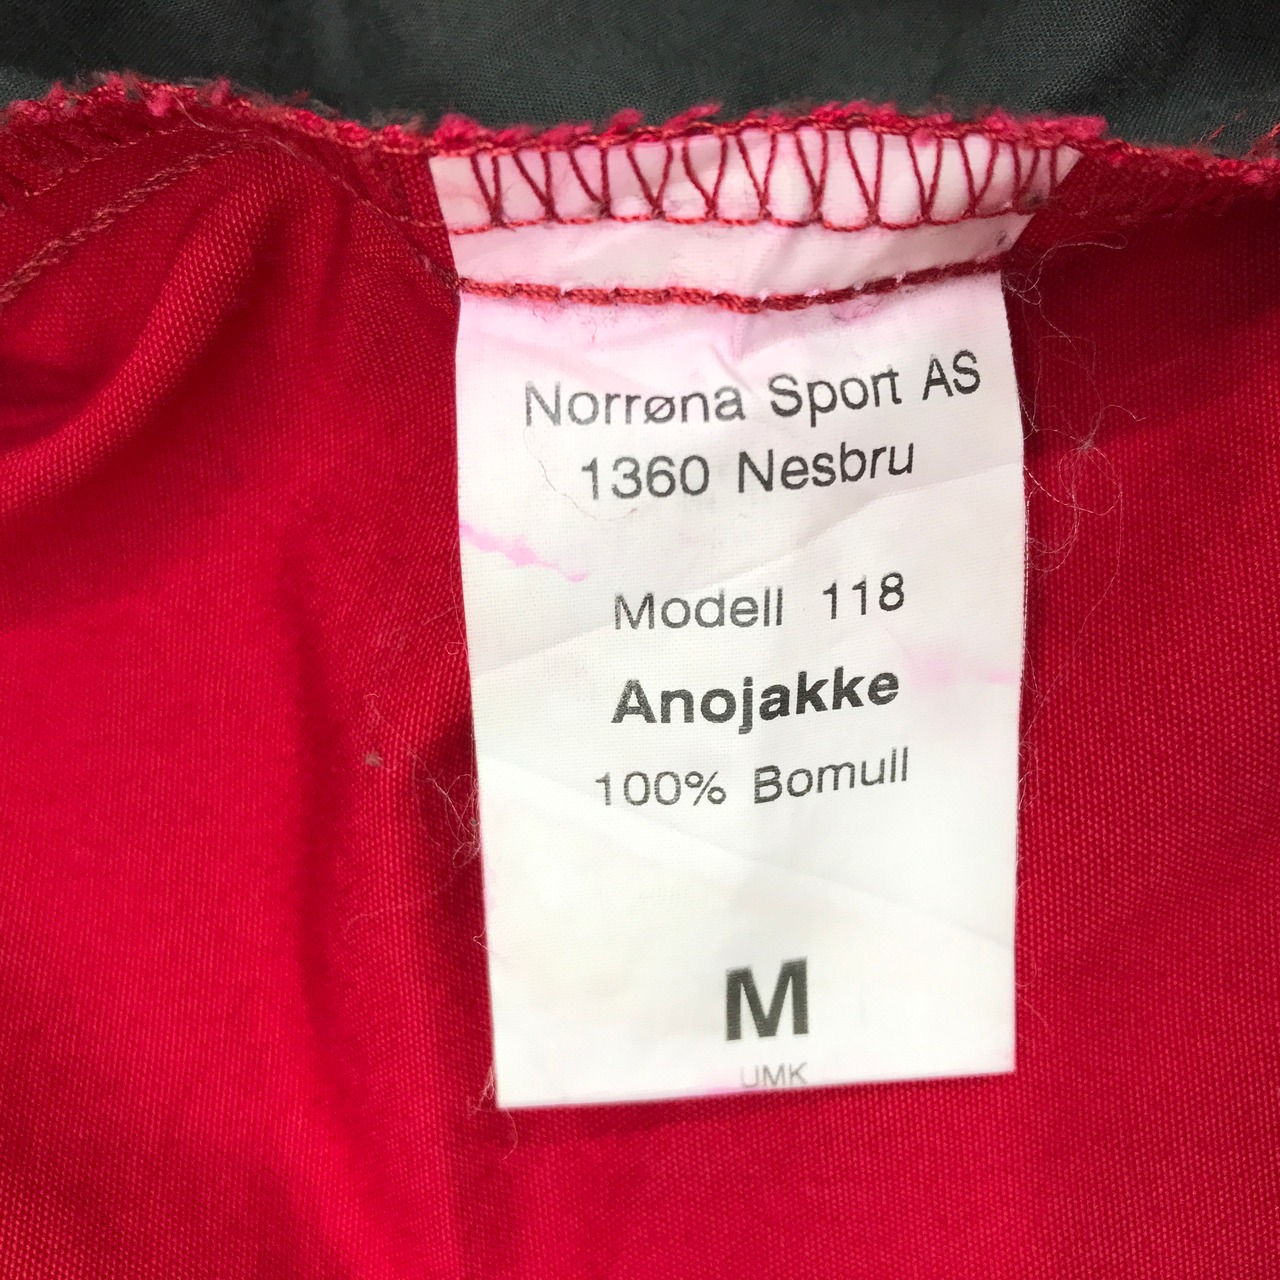 Norrøna Sport AS
1360 Nesbru
Modell 118
Anojakke
100% Bomull
M
UMK